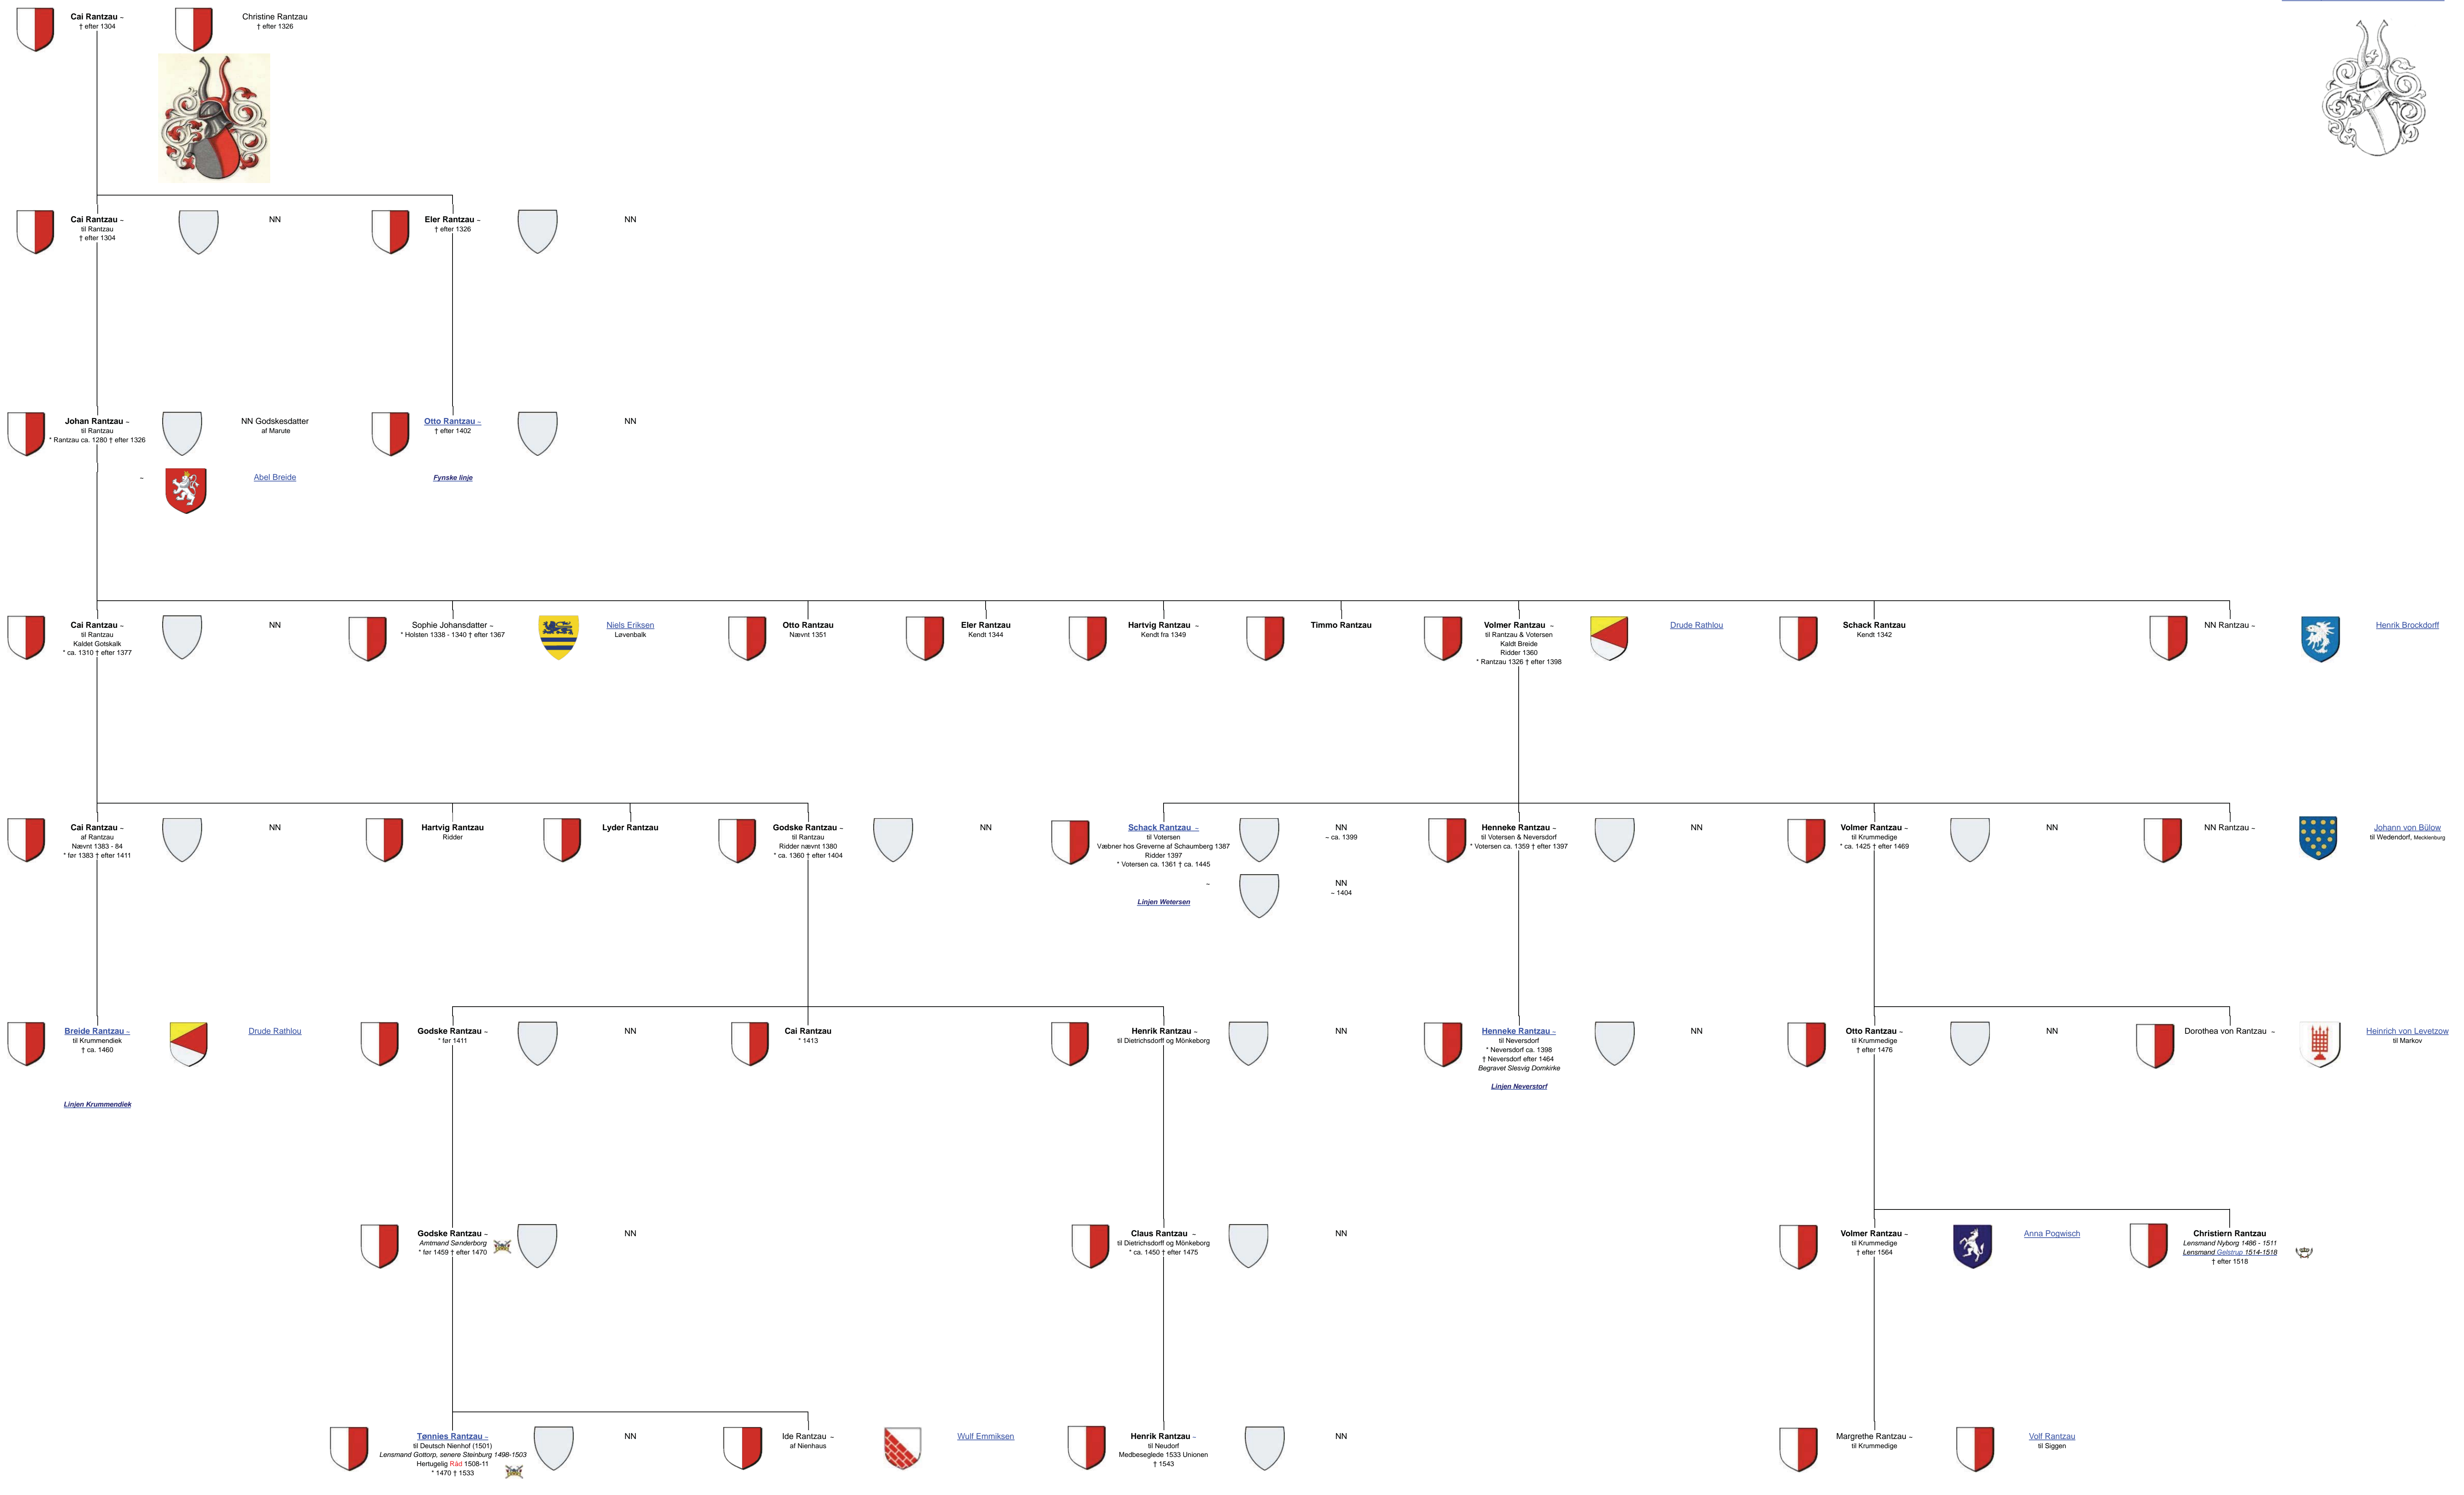 Cai Rantzau ~
† efter 1304
Christine Rantzau
† efter 1326
Cai Rantzau ~
til Rantzau
† efter 1304
NN
Eler Rantzau ~
† efter 1326
NN
Johan Rantzau ~
til Rantzau
* Rantzau ca. 1280 † efter 1326
NN Godskesdatter
af Marute
Otto Rantzau ~
† efter 1402
NN
~
Abel Breide
Fynske linje
Cai Rantzau ~
til Rantzau
Kaldet Gotskalk
* ca. 1310 † efter 1377
NN
Sophie Johansdatter ~
* Holsten 1338 - 1340 † efter 1367
Niels Eriksen
Løvenbalk
Otto Rantzau
Nævnt 1351
Eler Rantzau
Kendt 1344
Hartvig Rantzau ~
Kendt fra 1349
Timmo Rantzau
Volmer Rantzau ~
til Rantzau & Votersen
Kaldt Breide
Ridder 1360
* Rantzau 1326 † efter 1398
Drude Rathlou
Schack Rantzau
Kendt 1342
NN Rantzau ~
Henrik Brockdorff
Cai Rantzau ~
af Rantzau
Nævnt 1383 - 84
* før 1383 † efter 1411
NN
Hartvig Rantzau
Ridder
Lyder Rantzau
Godske Rantzau ~
til Rantzau
Ridder nævnt 1380
* ca. 1360 † efter 1404
NN
Schack Rantzau ~
til Votersen
Væbner hos Greverne af Schaumberg 1387
Ridder 1397
* Votersen ca. 1361 † ca. 1445
NN
~ ca. 1399
~
NN
~ 1404
Linjen Wetersen
Henneke Rantzau ~
til Votersen & Neversdorf
* Votersen ca. 1359 † efter 1397
NN
Volmer Rantzau ~
til Krummedige
* ca. 1425 † efter 1469
NN
NN Rantzau ~
Johann von Bülow
til Wedendorf, Mecklenburg
Breide Rantzau ~
til Krummendiek
† ca. 1460
Drude Rathlou
Linjen Krummendiek
Godske Rantzau ~
* før 1411
NN
Cai Rantzau
* 1413
Henrik Rantzau ~
til Dietrichsdorff og Mönkeborg
NN
Henneke Rantzau ~
til Neversdorf
* Neversdorf ca. 1398
† Neversdorf efter 1464
Begravet Slesvig Domkirke
Linjen Neverstorf
NN
Otto Rantzau ~
til Krummedige
† efter 1476
NN
Dorothea von Rantzau ~
Heinrich von Levetzow
til Markov
Godske Rantzau ~
Amtmand Sønderborg
* før 1459 † efter 1470
NN
Claus Rantzau ~
til Dietrichsdorff og Mönkeborg
* ca. 1450 † efter 1475
NN
Volmer Rantzau ~
til Krummedige
† efter 1564
Anna Pogwisch
Christiern Rantzau
Lensmand Nyborg 1486 - 1511
Lensmand Gelstrup 1514-1518
† efter 1518
Tønnies Rantzau ~
til Deutsch Nienhof (1501)
Lensmand Gottorp, senere Steinburg 1498-1503
Hertugelig Råd 1508-11
* 1470 † 1533
NN
Ide Rantzau ~
af Nienhaus
Wulf Emmiksen
Henrik Rantzau ~
til Neudorf
Medbeseglede 1533 Unionen
† 1543
NN
Margrethe Rantzau ~
til Krummedige
Volf Rantzau
til Siggen